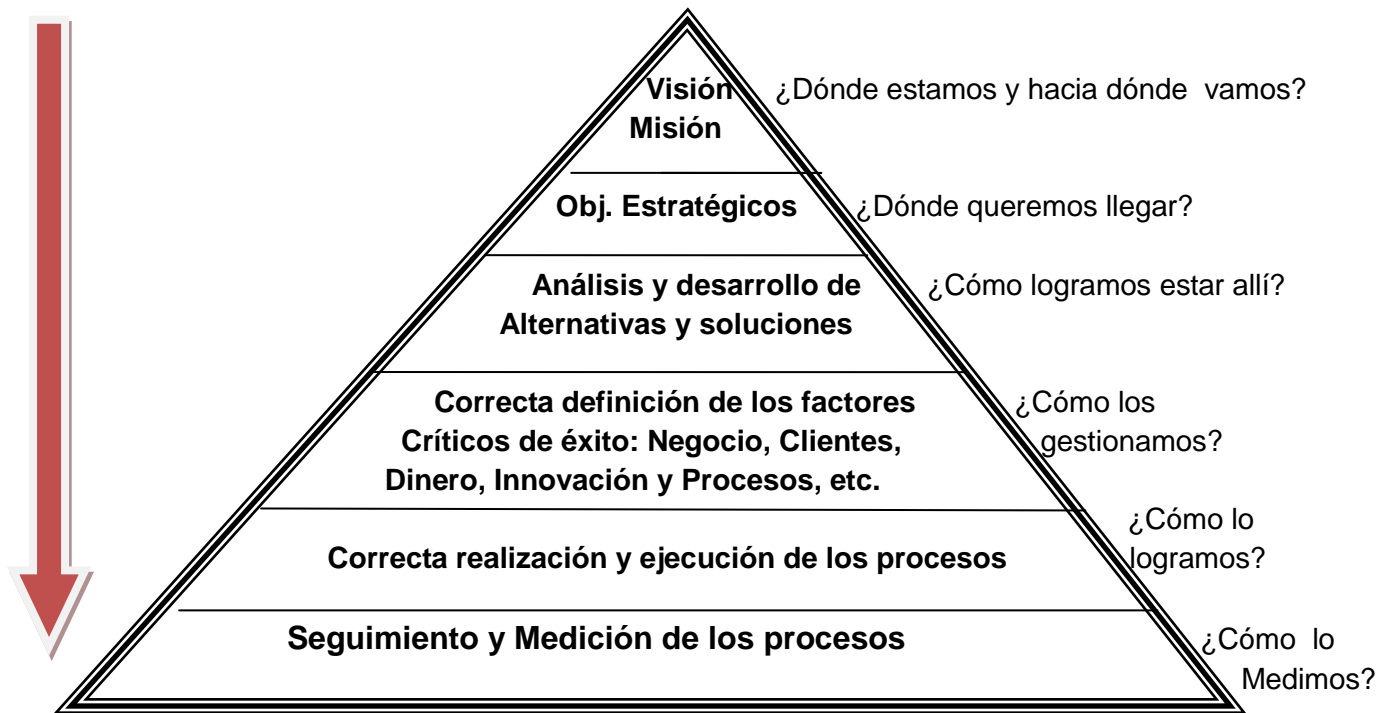 Visión ¿Dónde estamos y hacia dónde vamos?
Misión
Obj. Estratégicos ¿Dónde queremos llegar?
Análisis y desarrollo de ¿Cómo logramos estar allí?
Alternativas y soluciones
Correcta definición de los factores ¿Cómo los
Críticos de éxito: Negocio, Clientes, gestionamos?
Dinero, Innovación y Procesos, etc.
¿Cómo lo
Correcta realización y ejecución de los procesos logramos?
Seguimiento y Medición de los procesos ¿Cómo lo
Medimos?